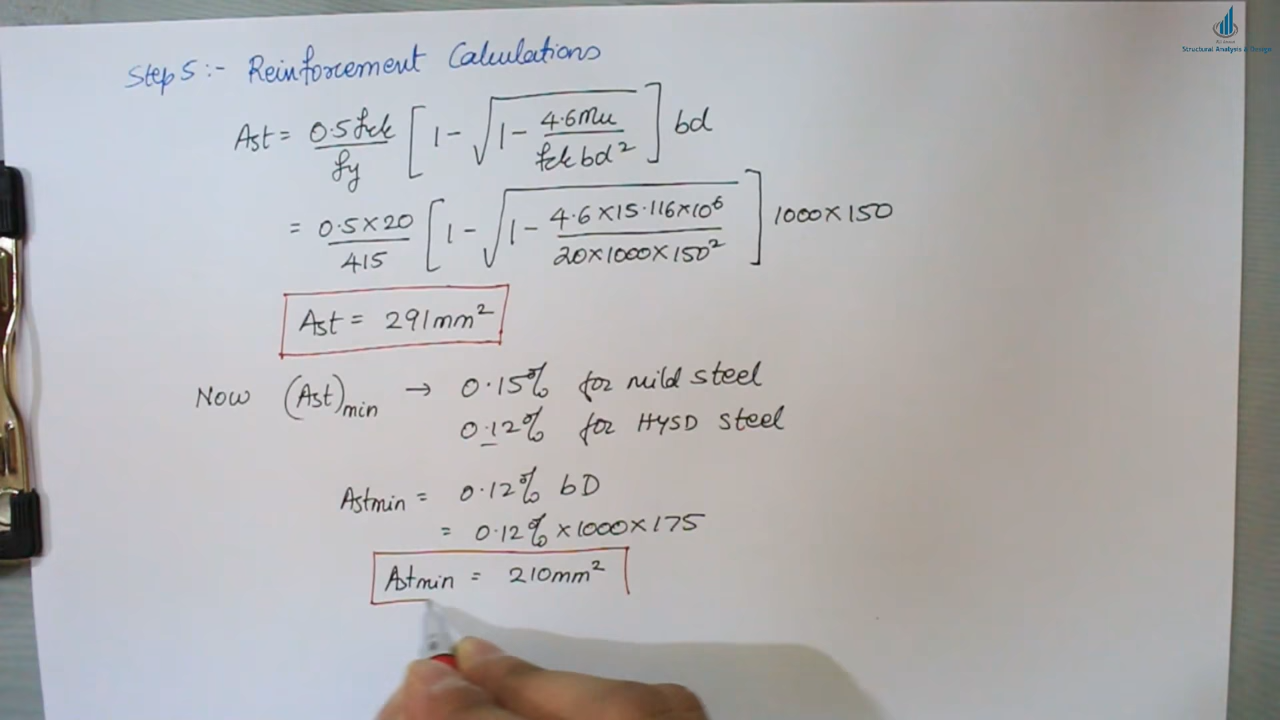 Structural Analysis & Design
Step 5:- Reinforcement Calculations
Ast = 0.5fck/fy [1 - √(1 - 4.6Mu/fck bd²)] bd
= 0.5×20/415 [1 - √(1 - 4.6×15.116×10⁶/20×1000×150²)] 1000×150
Ast = 291mm²
Now (Ast)min → 0.15% for mild steel
0.12% for HYSD steel
Astmin = 0.12% bD
= 0.12% ×1000×175
Astmin = 210mm²